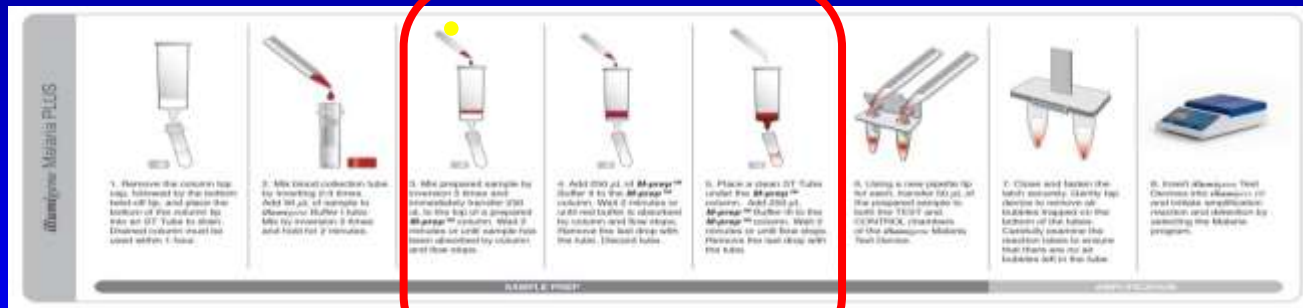 illumigene Malaria PLUS
1. Remove the column top
cap, followed by the bottom
twist-off tip, and place the
bottom of the column tip
into an DT Tube to drain.
Drained column must be
used within 1 hour.
2. Mix blood collection tube
by inverting 2-3 times.
to
illumigene Buffer I tube.
Mix by inversion 3 times
and hold for 2 minutes.
3. Mix prepared sample by
inversion 3 times and
immediately transfer 250
µL to the top of a prepared
M-prep™ column. Wait 2
minutes or until sample has
been absorbed by column
and flow stops.
4. Add 250 µL of M-prep™
Buffer II to the M-prep™
column. Wait 2 minutes or
until red buffer is absorbed
by column and flow stops.
Remove the last drop with
the tube. Discard tube.
5. Place a clean DT Tube
under the M-prep™
column. Add 250 µL
M-prep™ Buffer III to the
M-prep™ column. Wait 2
minutes or until flow stops.
Remove the last drop with
the tube.
6. Using a new pipette tip
for each, transfer 50 µL of
the prepared sample to
both the TEST and
CONTROL chambers
of the illumigene Malaria
Test Device.
7. Close and fasten the
latch securely. Gently tap
device to remove air
bubbles trapped on the
bottom of the tubes.
Carefully examine the
reaction tubes to ensure
that there are no air
bubbles left in the tube.
8. Insert illumigene Test
Devices into illumipro-10
and initiate amplification
reaction and detection by
selecting the Malaria
program.
SAMPLE PREP
AMPLIFICATION